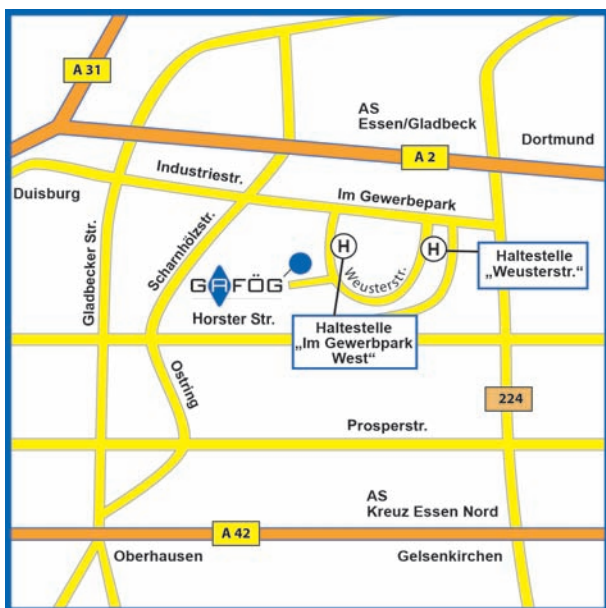 A 31
AS
Essen/Gladbeck
Dortmund
A 2
Industriestr.
Duisburg
Im Gewerbepark
Gladbecker Str.
Scharnhölzstr.
H
H
Haltestelle
„Weusterstr.“
Weusterstr.
GAFÖG
Horster Str.
Haltestelle
„Im Gewerbpark
West“
Ostring
224
Prosperstr.
AS
Kreuz Essen Nord
A 42
Oberhausen
Gelsenkirchen